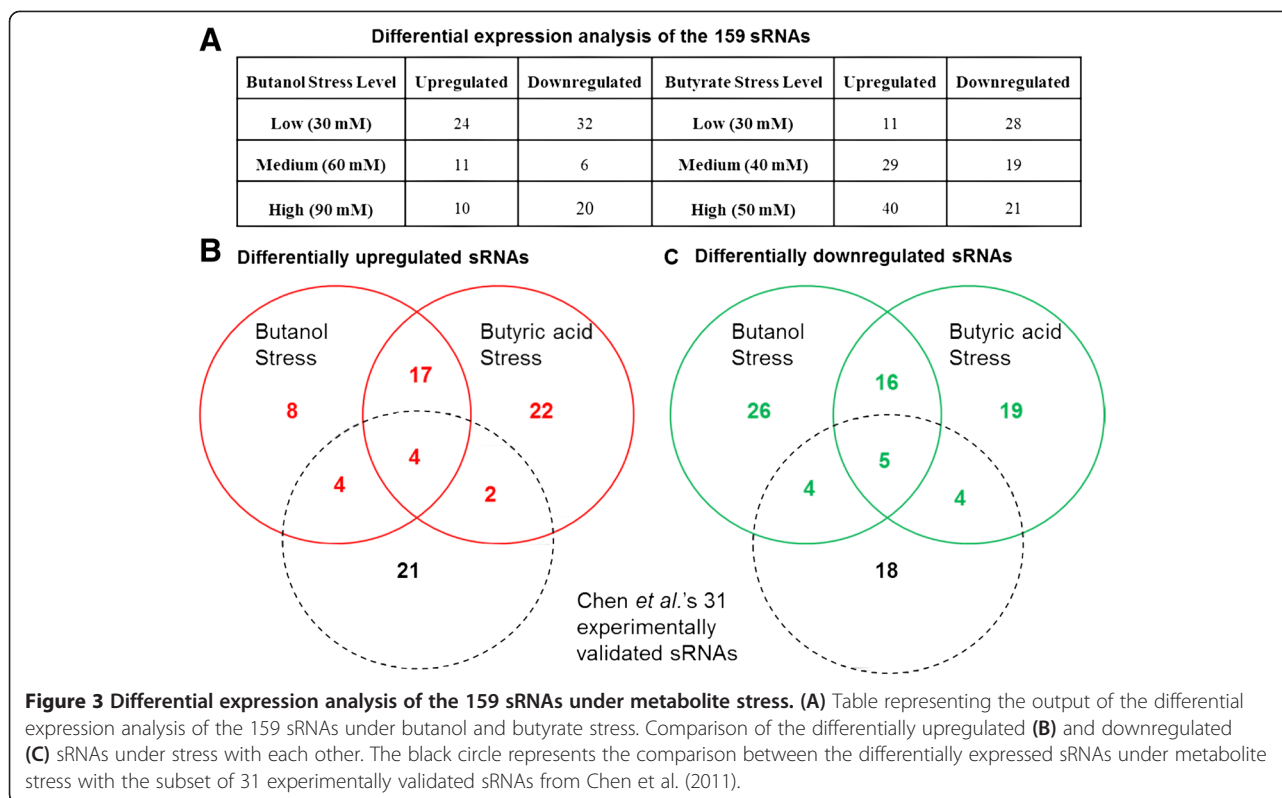 A
Differential expression analysis of the 159 sRNAs
Butanol Stress Level Upregulated Downregulated Butyrate Stress Level Upregulated Downregulated
Low (30 mM) 24 32 Low (30 mM) 11 28
Medium (60 mM) 11 6 Medium (40 mM) 29 19
High (90 mM) 10 20 High (50 mM) 40 21
B Differentially upregulated sRNAs
Butanol
Stress
Butyric acid
Stress
17
8
22
4
4
2
21
C Differentially downregulated sRNAs
Butanol
Stress
Butyric acid
Stress
16
26
19
5
4
4
18
Chen et al.'s 31
experimentally
validated sRNAs
Figure 3 Differential expression analysis of the 159 sRNAs under metabolite stress. (A) Table representing the output of the differential
expression analysis of the 159 sRNAs under butanol and butyrate stress. Comparison of the differentially upregulated (B) and downregulated
(C) sRNAs under stress with each other. The black circle represents the comparison between the differentially expressed sRNAs under metabolite
stress with the subset of 31 experimentally validated sRNAs from Chen et al. (2011).